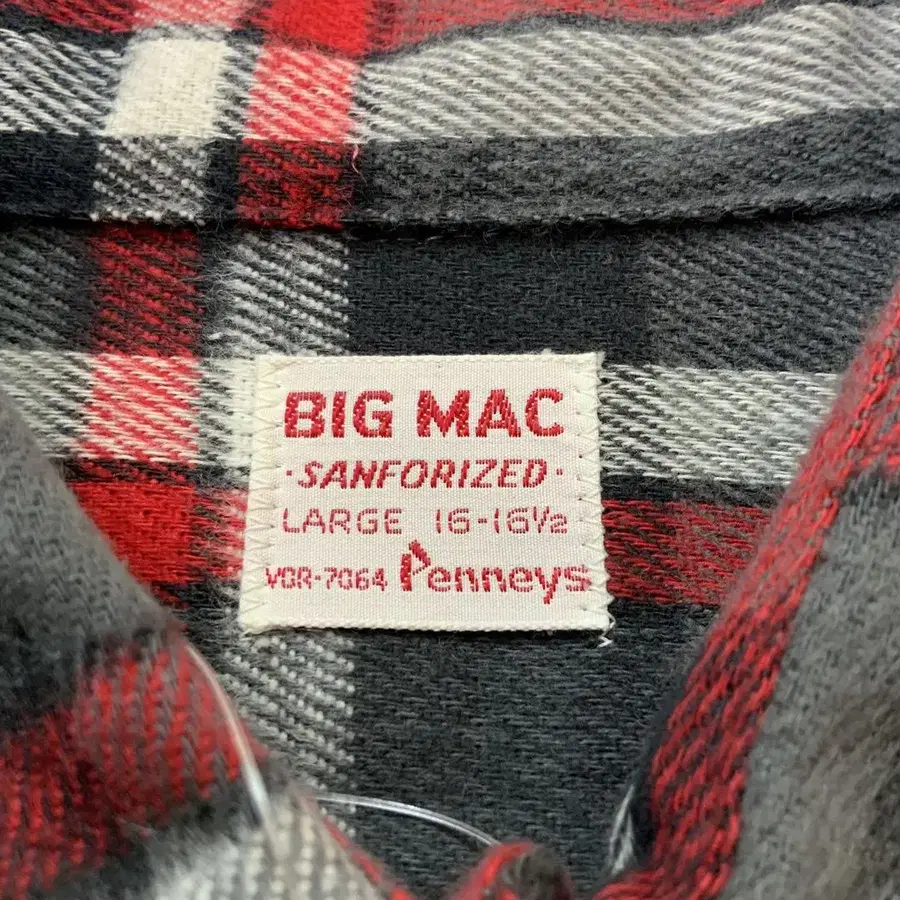 BIG MAC
·SANFORIZED·
LARGE 16-16½
VGR-7064 Penneys